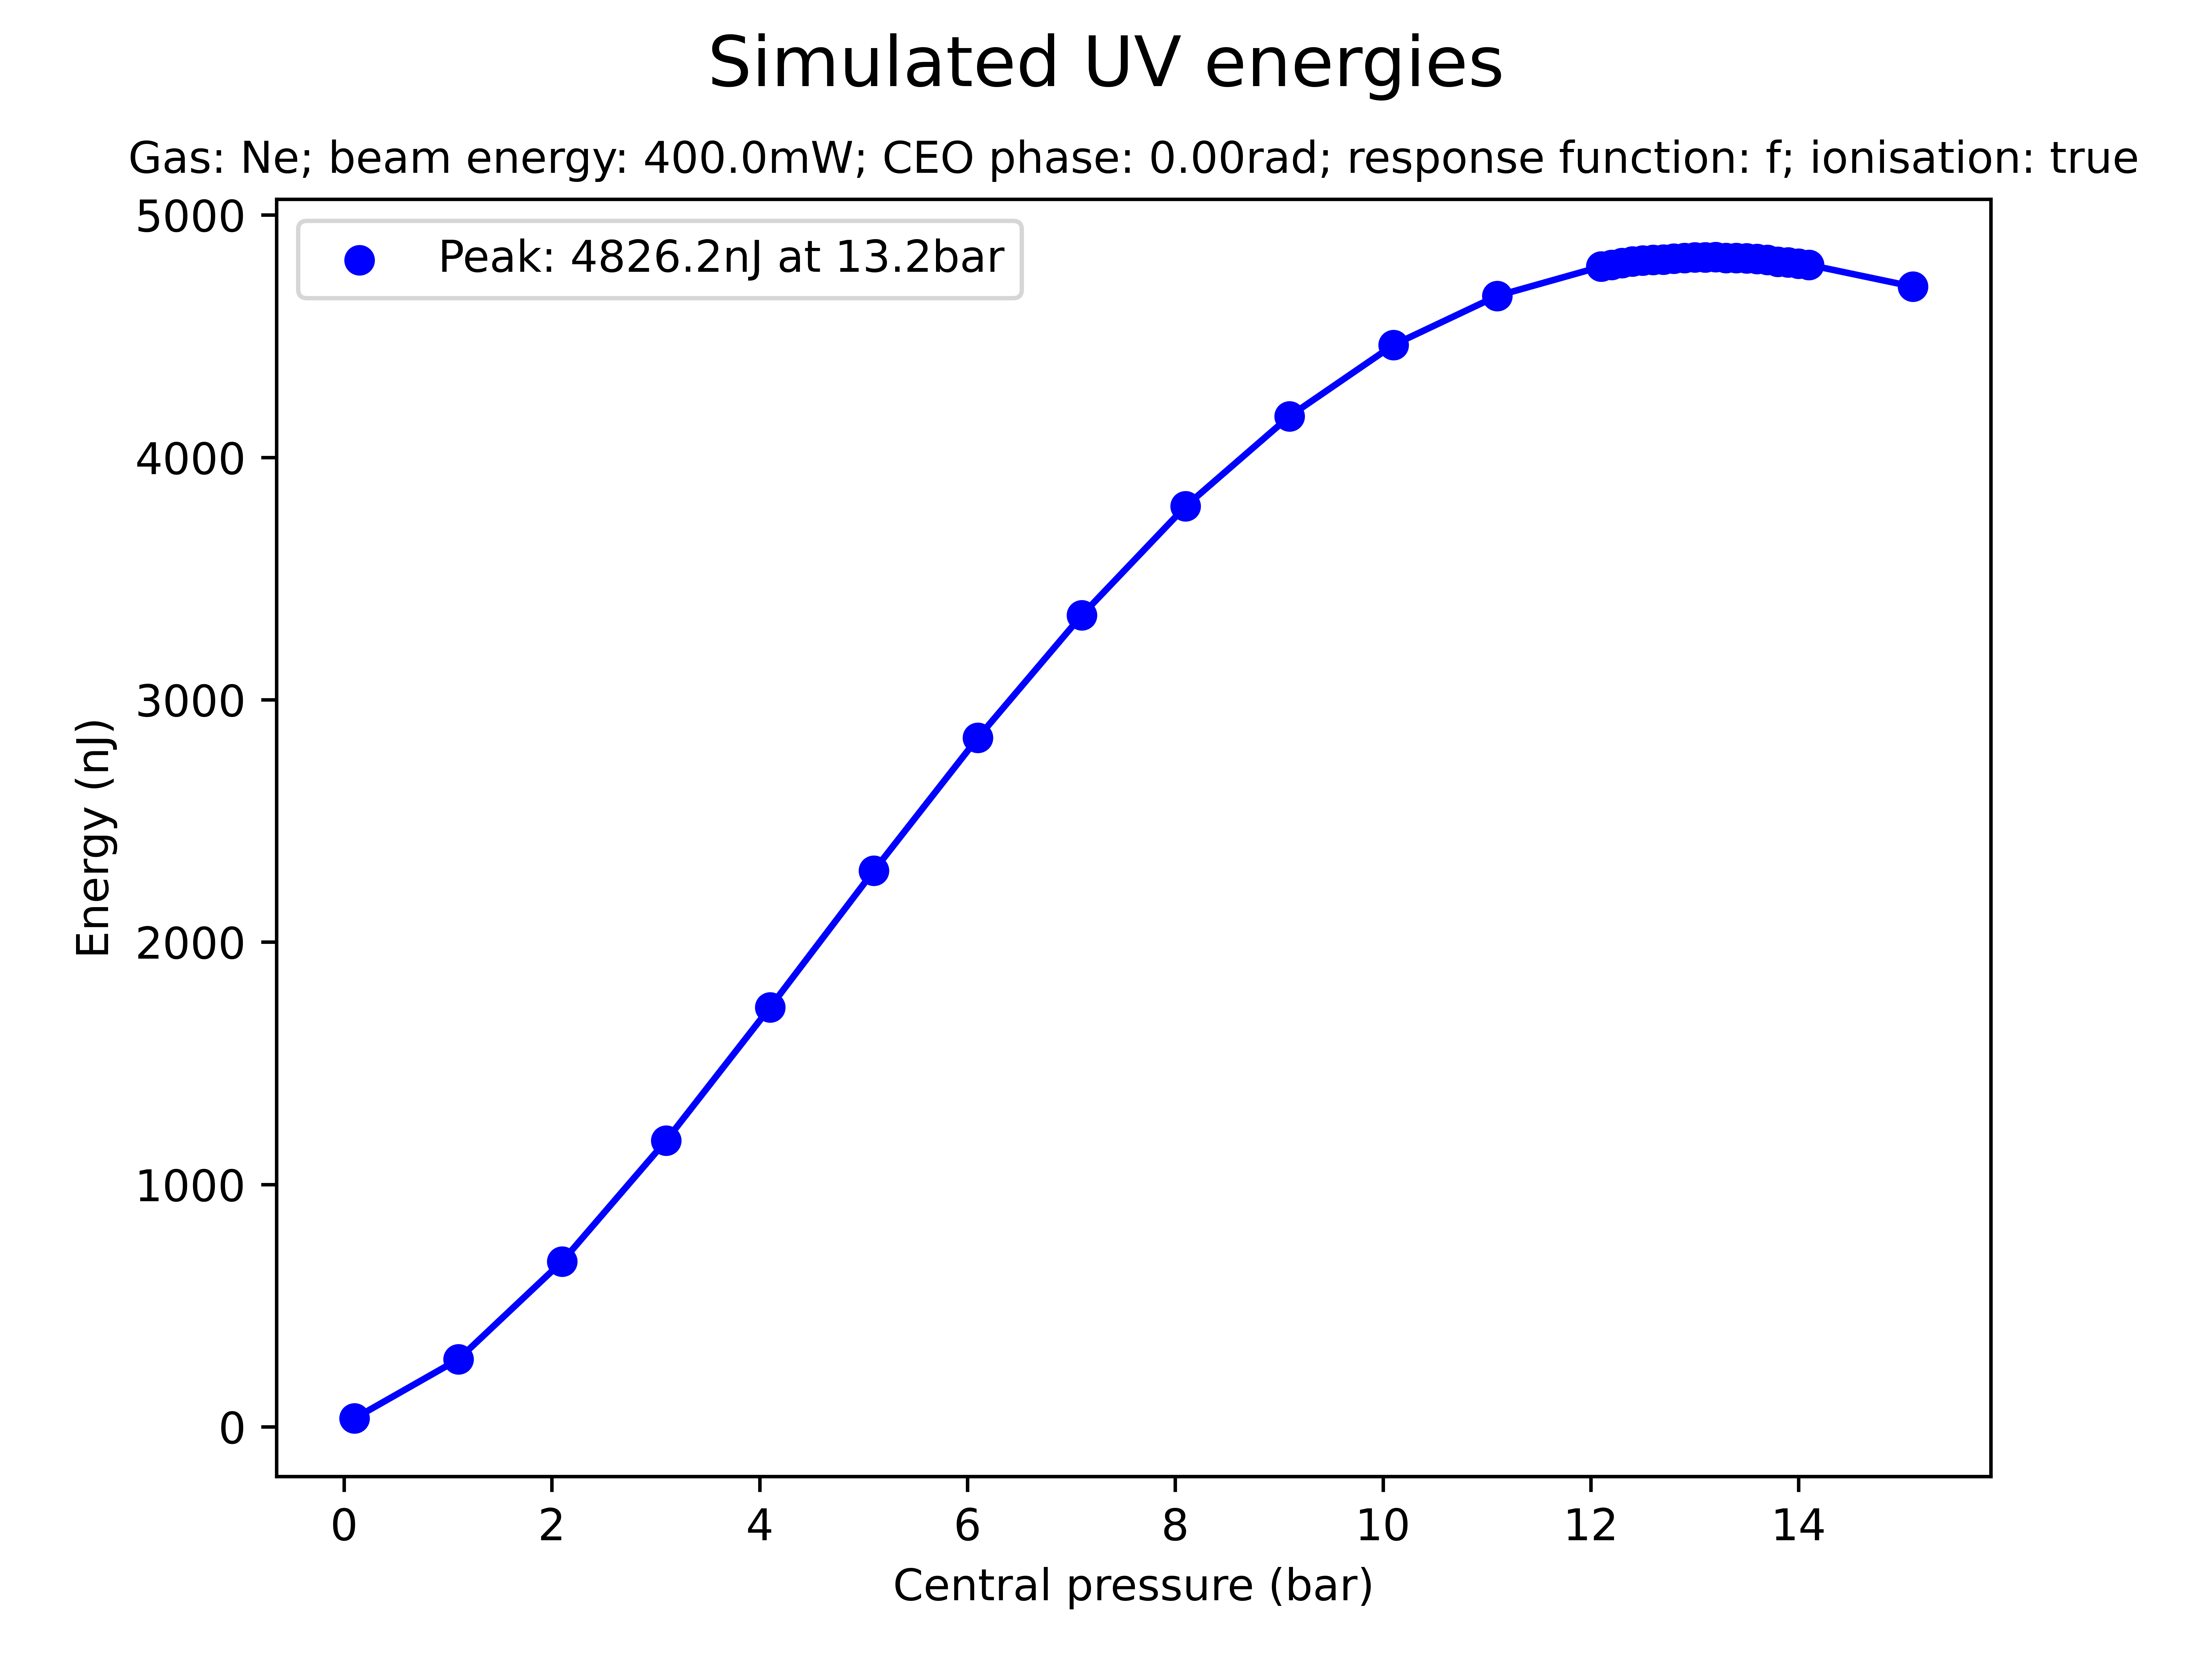 Simulated UV energies
Gas: Ne; beam energy: 400.0mW; CEO phase: 0.00rad; response function: f; ionisation: true
Peak: 4826.2nJ at 13.2bar
5000
4000
3000
2000
1000
0
Energy (nJ)
0 2 4 6 8 10 12 14
Central pressure (bar)